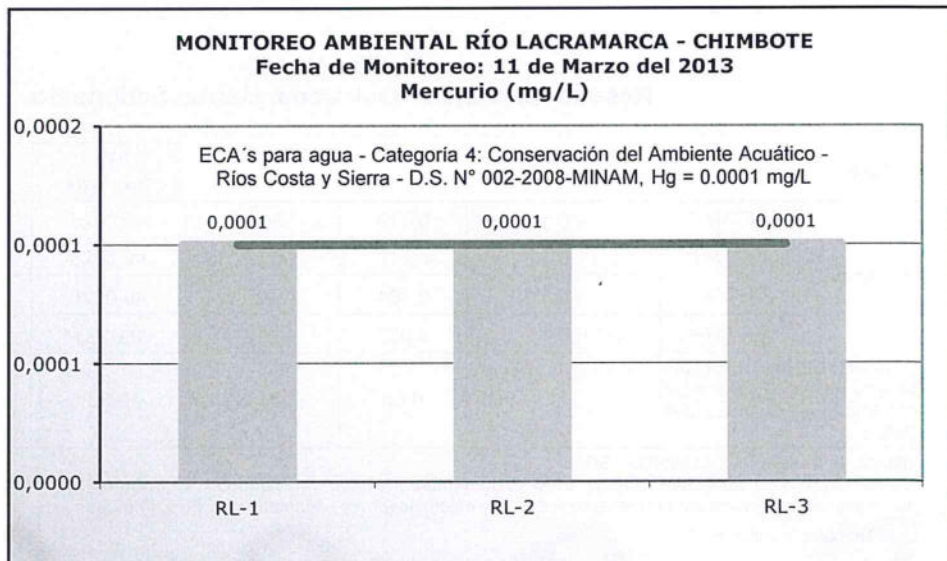 MONITOREO AMBIENTAL RÍO LACRAMARCA - CHIMBOTE
Fecha de Monitoreo: 11 de Marzo del 2013
Mercurio (mg/L)
0,0002
ECA´s para agua - Categoría 4: Conservación del Ambiente Acuático -
Ríos Costa y Sierra - D.S. N° 002-2008-MINAM, Hg = 0.0001 mg/L
0,0001 0,0001 0,0001
0,0001
0,0001
0,0000
RL-1 RL-2 RL-3